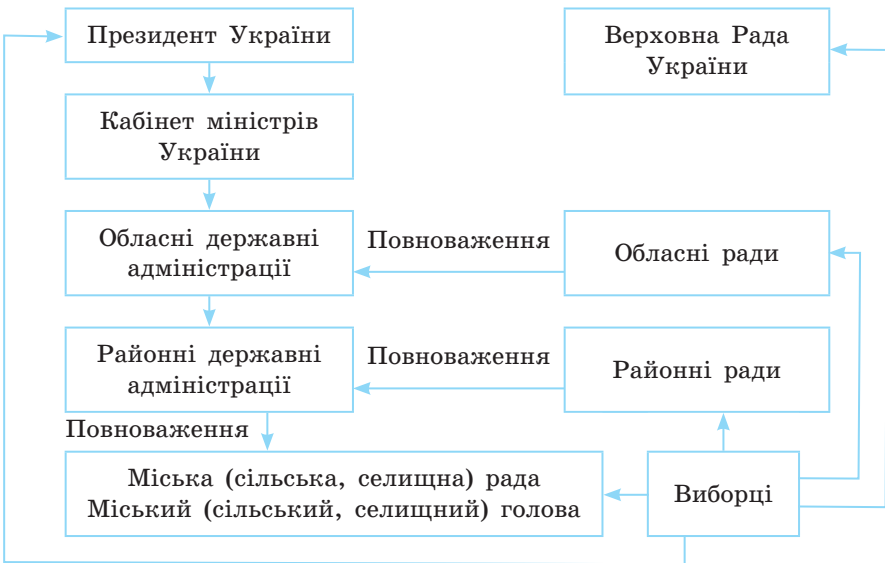 Президент України
Верховна Рада
України
Кабінет міністрів
України
Обласні державні
адміністрації
Повноваження
Обласні ради
Районні державні
адміністрації
Повноваження
Районні ради
Повноваження
Міська (сільська, селищна) рада
Міський (сільський, селищний) голова
Виборці